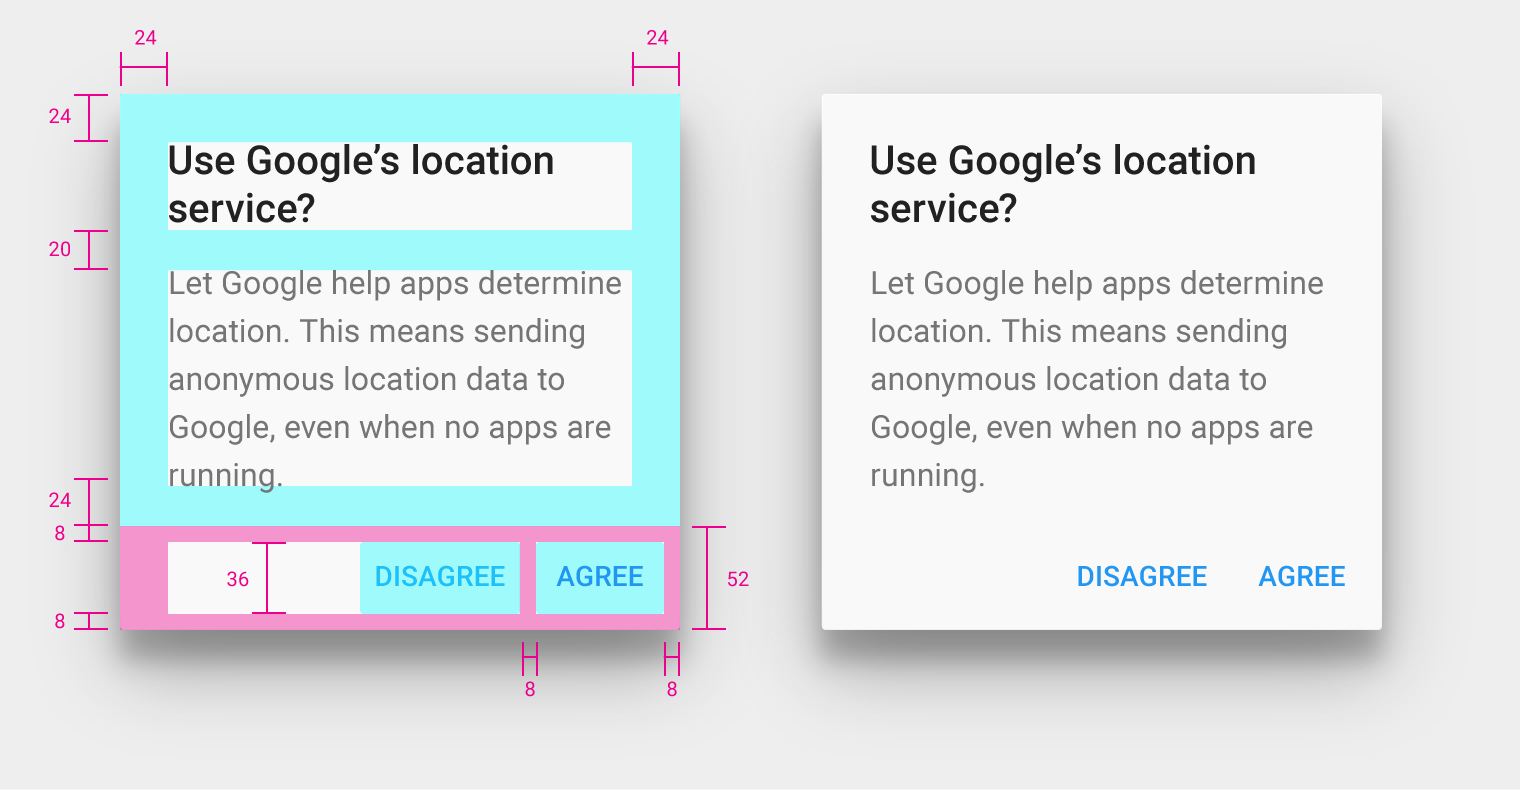 24
24
24
Use Google’s location
service?
20
Let Google help apps determine
location. This means sending
anonymous location data to
Google, even when no apps are
running.
24
8
36
DISAGREE
AGREE
52
8
8
8
Use Google’s location
service?
Let Google help apps determine
location. This means sending
anonymous location data to
Google, even when no apps are
running.
DISAGREE
AGREE